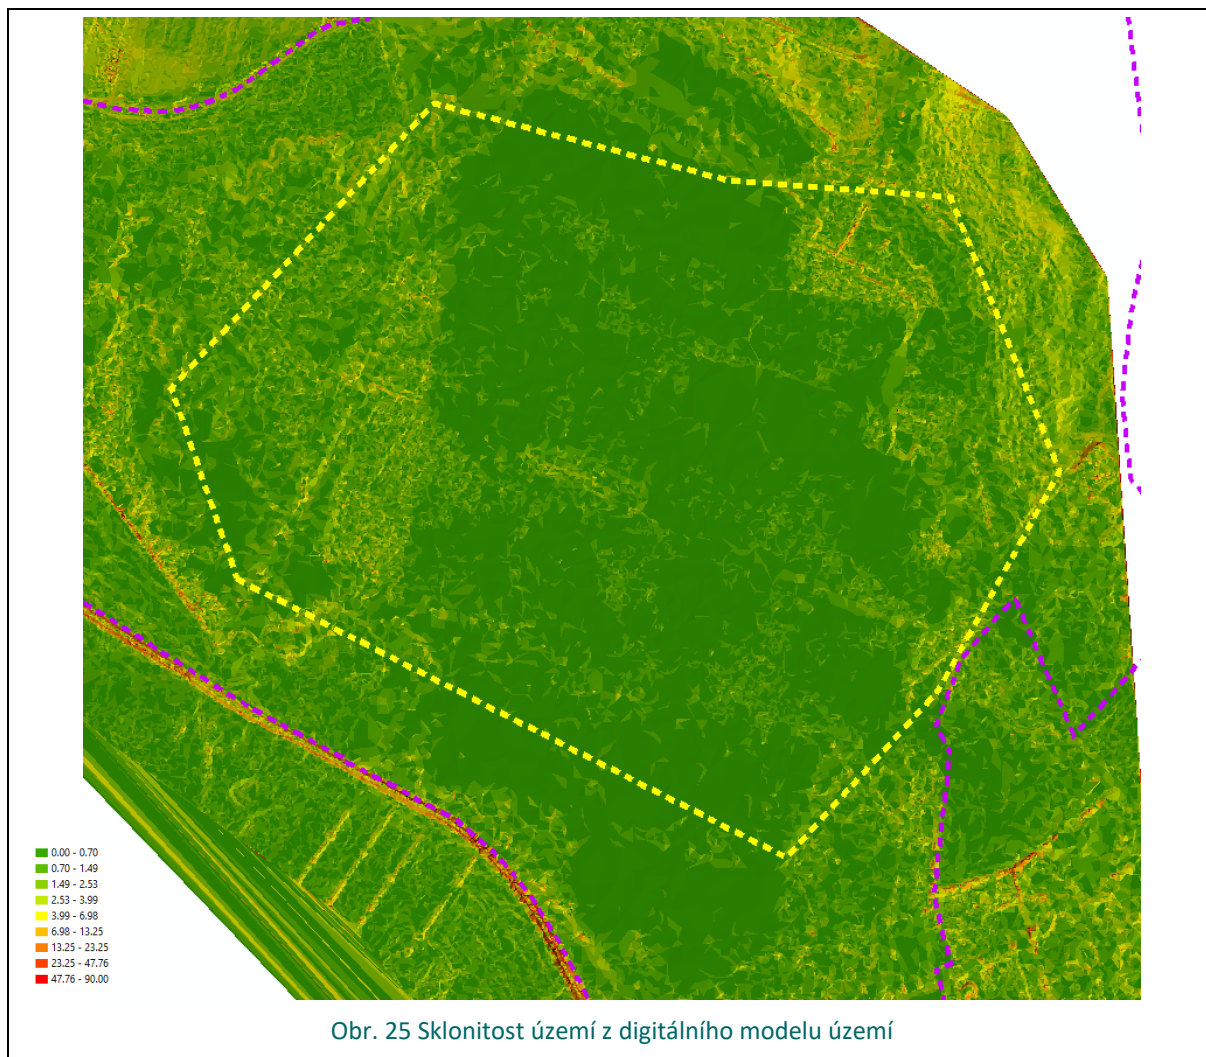 0.00 - 0.70
0.70 - 1.49
1.49 - 2.53
2.53 - 3.99
3.99 - 6.98
6.98 - 13.25
13.25 - 23.25
23.25 - 47.76
47.76 - 90.00
Obr. 25 Sklonitost území z digitálního modelu území